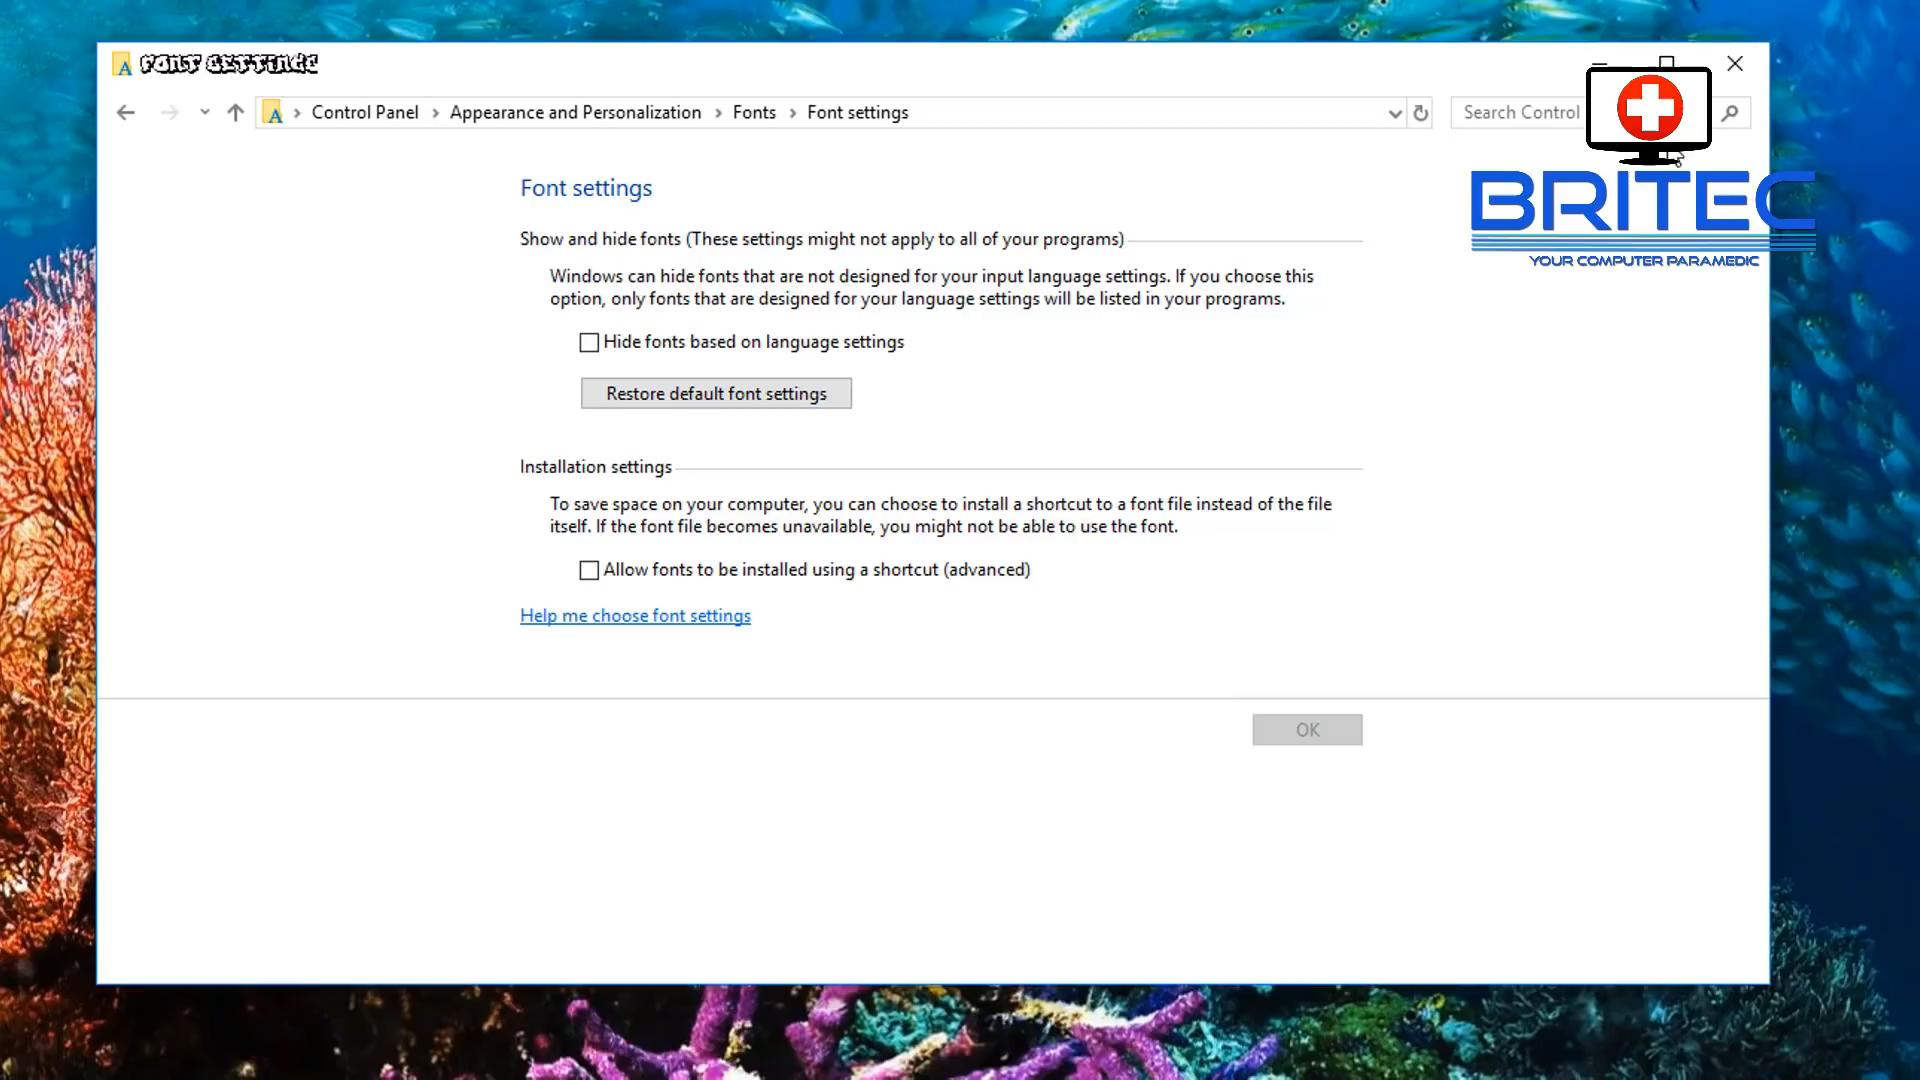 FONT SETTINGS
Control Panel > Appearance and Personalization > Fonts > Font settings
Search Control
BRITEC
YOUR COMPUTER PARAMEDIC
Font settings
Show and hide fonts (These settings might not apply to all of your programs)
Windows can hide fonts that are not designed for your input language settings. If you choose this
option, only fonts that are designed for your language settings will be listed in your programs.
Hide fonts based on language settings
Restore default font settings
Installation settings
To save space on your computer, you can choose to install a shortcut to a font file instead of the file
itself. If the font file becomes unavailable, you might not be able to use the font.
Allow fonts to be installed using a shortcut (advanced)
Help me choose font settings
OK